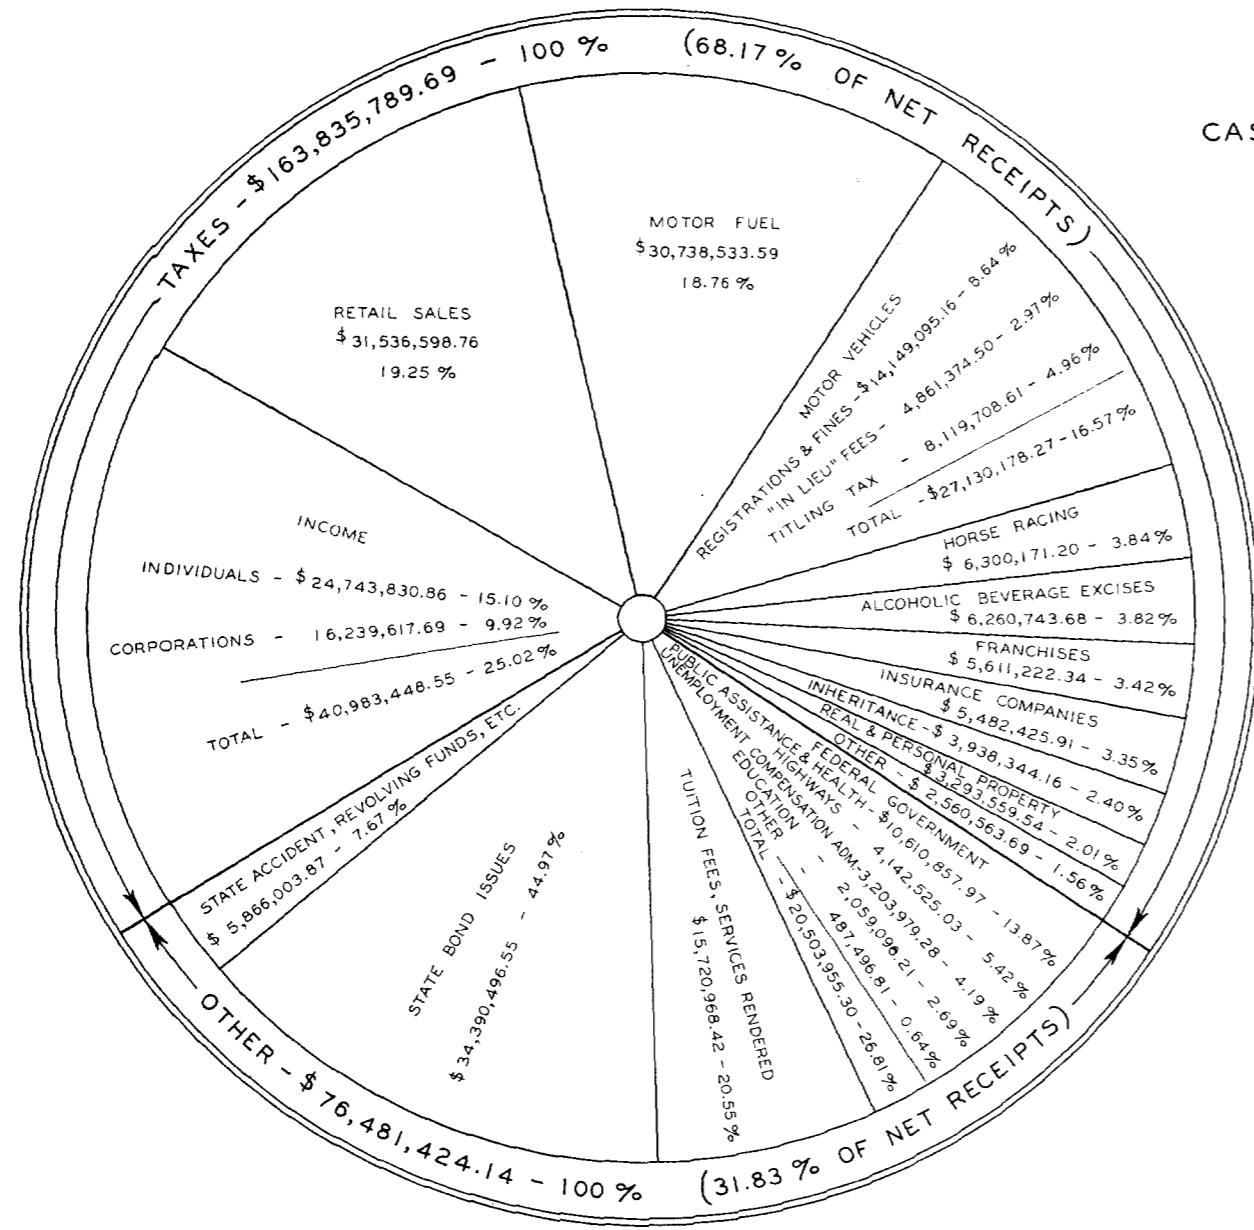 TAXES - $163,835,789.69 - 100 % (68.17 % OF NET RECEIPTS)
CAS
MOTOR FUEL
$30,738,533.59
18.76 %
RETAIL SALES
$31,536,598.76
19.25 %
MOTOR VEHICLES
REGISTRATIONS & FINES - $14,149,095.16 - 8.64 %
"IN LIEU" FEES - 4,861,374.50 - 2.97%
TITLING TAX - 8,119,708.61 - 4.96%
TOTAL - $27,130,178.27 - 16.57%
HORSE RACING
$ 6,300,171.20 - 3.84%
ALCOHOLIC BEVERAGE EXCISES
$ 6,260,743.68 - 3.82%
FRANCHISES
$ 5,611,222.34 - 3.42%
INSURANCE COMPANIES
$ 5,482,425.91 - 3.35%
INHERITANCE - $ 3,938,344.16 - 2.40%
REAL & PERSONAL PROPERTY
$3,293,559.54 - 2.01%
OTHER - $ 2,560,563.69 - 1.56%
INCOME
INDIVIDUALS - $24,743,830.86 - 15.10 %
CORPORATIONS - 16,239,617.69 - 9.92%
TOTAL - $40,983,448.55 - 25.02%
STATE ACCIDENT, REVOLVING FUNDS, ETC.
$ 5,866,003.87 - 7.67 %
STATE BOND ISSUES
$34,390,496.55 - 44.97%
TUITION FEES, SERVICES RENDERED
$15,720,968.42 - 20.55%
FEDERAL GOVERNMENT
PUBLIC ASSISTANCE & HEALTH - $10,610,857.97 - 13.87%
HIGHWAYS - 4,142,525.03 - 5.42%
UNEMPLOYMENT COMPENSATION ADM-3,203,979.28 - 4.19%
EDUCATION - 2,059,096.21 - 2.69%
OTHER - 487,496.81 - 0.64%
TOTAL - $20,503,955.30 - 26.81%
OTHER - $76,481,424.14 - 100 % (31.83 % OF NET RECEIPTS)